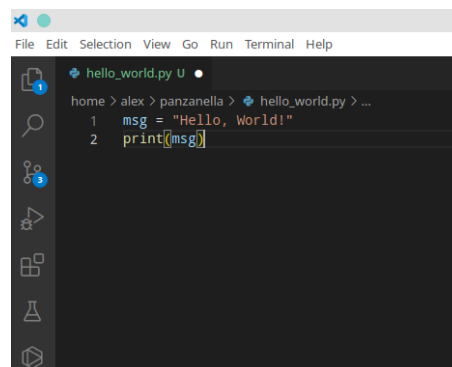 File Edit Selection View Go Run Terminal Help
hello_world.py U
home > alex > panzanella > hello_world.py > ...
1 msg = "Hello, World!"
2 print(msg)
1
3